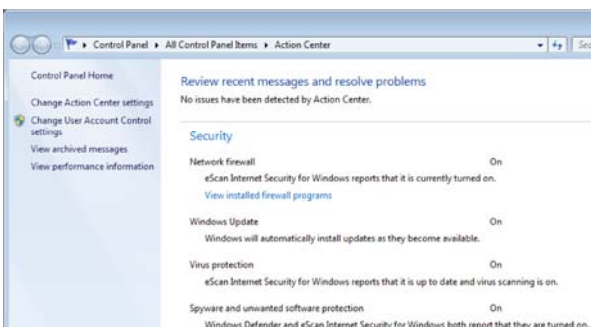 Control Panel ▸ All Control Panel Items ▸ Action Center
Sea
Control Panel Home
Change Action Center settings
Change User Account Control
settings
View archived messages
View performance information
Review recent messages and resolve problems
No issues have been detected by Action Center.
Security
Network firewall On
eScan Internet Security for Windows reports that it is currently turned on.
View installed firewall programs
Windows Update On
Windows will automatically install updates as they become available.
Virus protection On
eScan Internet Security for Windows reports that it is up to date and virus scanning is on.
Spyware and unwanted software protection On
Windows Defender and eScan Internet Security for Windows both report that they are turned on.